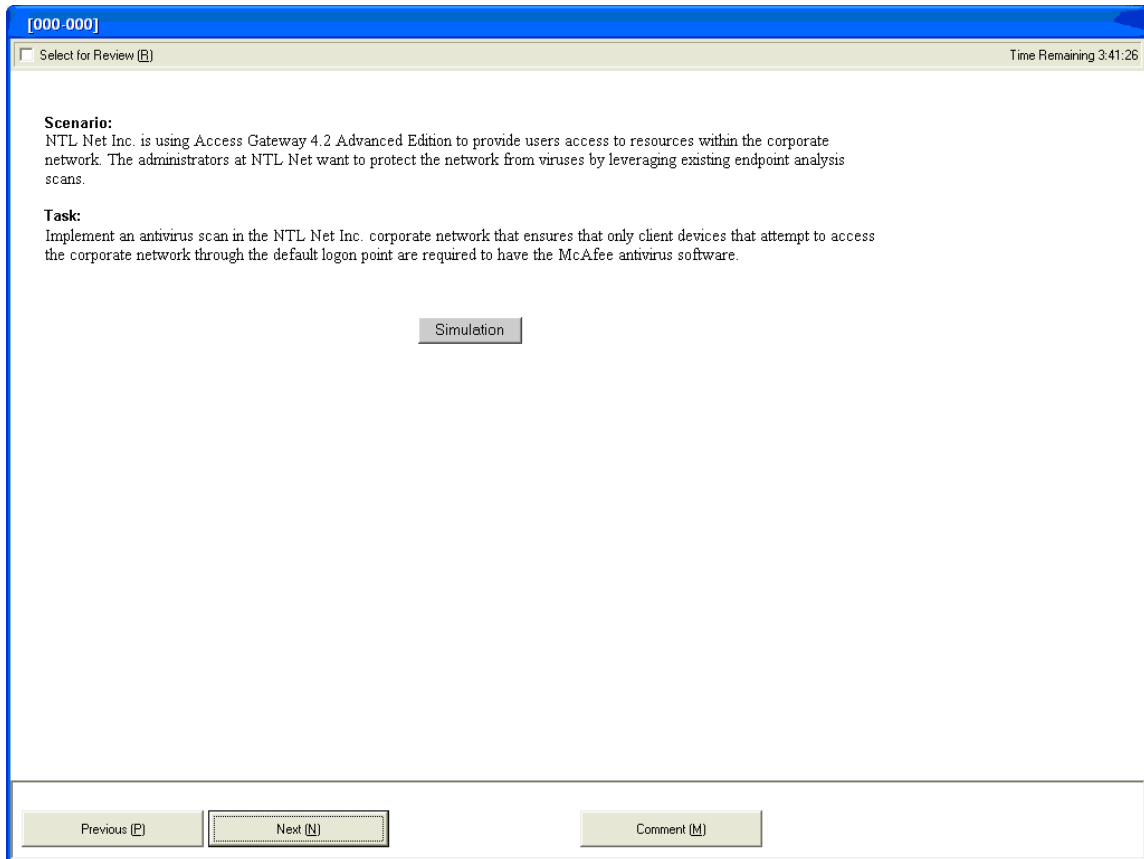 [000-000]
Select for Review (R)
Time Remaining 3:41:26
Scenario:
NTL Net Inc. is using Access Gateway 4.2 Advanced Edition to provide users access to resources within the corporate
network. The administrators at NTL Net want to protect the network from viruses by leveraging existing endpoint analysis
scans.
Task:
Implement an antivirus scan in the NTL Net Inc. corporate network that ensures that only client devices that attempt to access
the corporate network through the default logon point are required to have the McAfee antivirus software.
Simulation
Previous (P)
Next (N)
Comment (M)